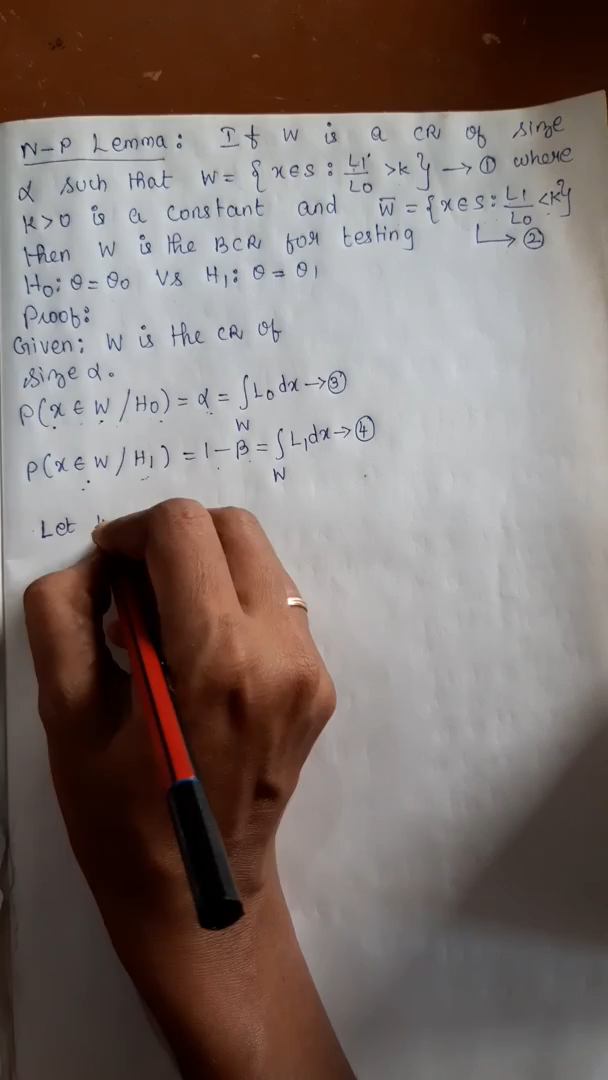 N-P Lemma: If W is a CR of size
α such that W = { x∈S : L1/L0 >k } → ① where
k>0 is a constant and W̅ = {x∈S : L1/L0 <k}
then W is the BCR for testing ↳ ②
H0: θ = θ0 VS H1: θ = θ1
Proof:
Given: W is the CR of
size α.
P(x ∈ W / H0) = α = ∫W L0 dx → ③
P(x ∈ W / H1) = 1 - β = ∫W L1 dx → ④
Let